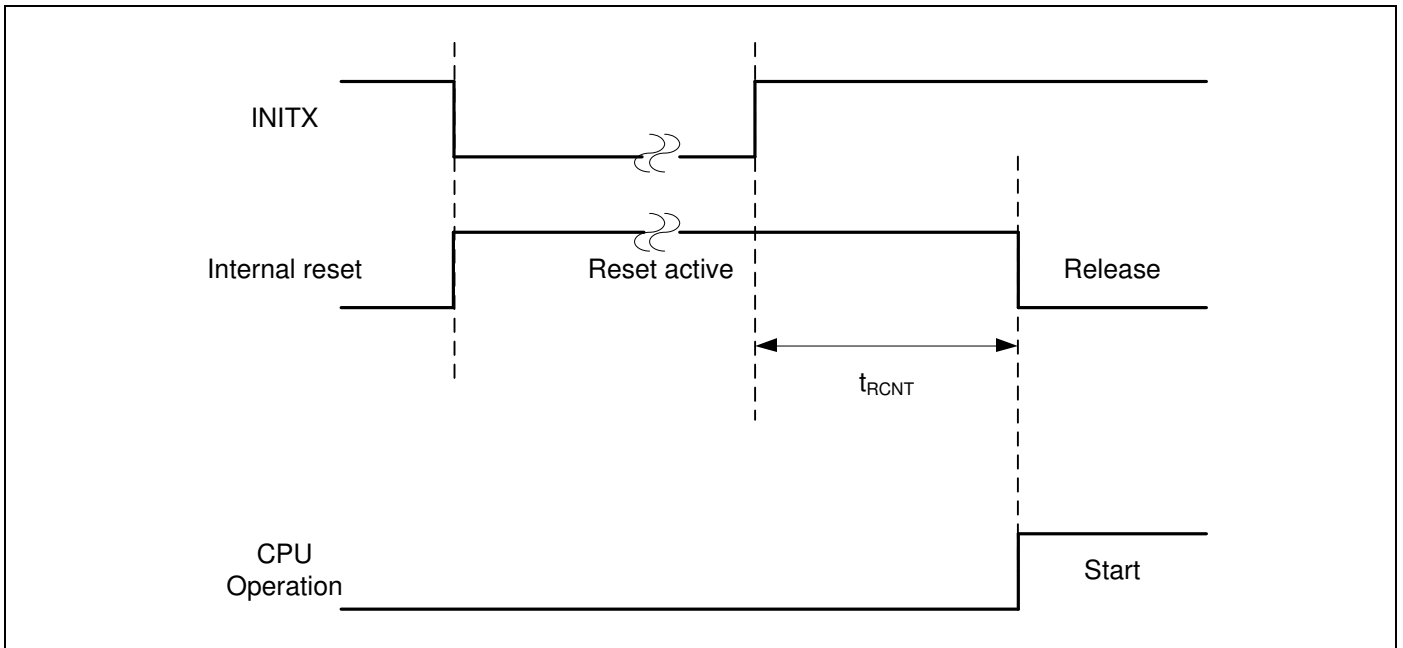 INITX
Internal reset
Reset active
Release
tRCNT
CPU
Operation
Start